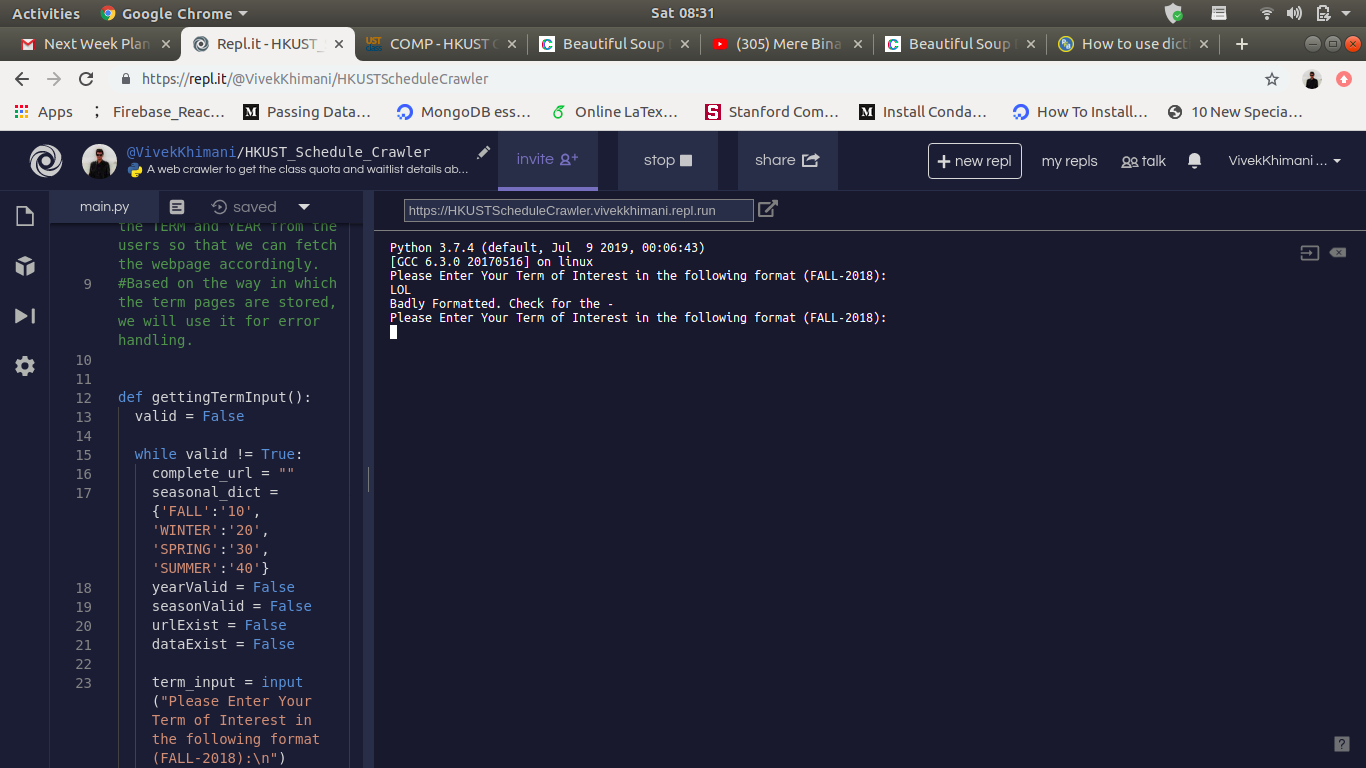 Activities
Google Chrome
Sat 08:31
Next Week Plan
Repl.it - HKUST_
COMP - HKUST C
Beautiful Soup
(305) Mere Bina
Beautiful Soup
How to use dict
https://repl.it/@VivekKhimani/HKUSTScheduleCrawler
Apps
Firebase_Reac...
Passing Data...
MongoDB ess...
Online LaTex...
Stanford Com...
Install Conda...
How To Install...
10 New Specia...
@VivekKhimani/HKUST_Schedule_Crawler
A web crawler to get the class quota and waitlist details ab...
invite
stop
share
+ new repl
my repls
talk
VivekKhimani ...
main.py
saved
https://HKUSTScheduleCrawler.vivekkhimani.repl.run
the TERM and YEAR from the
users so that we can fetch
the webpage accordingly.
9 #Based on the way in which
the term pages are stored,
we will use it for error
handling.
10
11
12 def gettingTermInput():
13 valid = False
14
15 while valid != True:
16 complete_url = ""
17 seasonal_dict =
{'FALL':'10',
'WINTER':'20',
'SPRING':'30',
'SUMMER':'40'}
18 yearValid = False
19 seasonValid = False
20 urlExist = False
21 dataExist = False
22
23 term_input = input
("Please Enter Your
Term of Interest in
the following format
(FALL-2018):\n")
Python 3.7.4 (default, Jul  9 2019, 00:06:43)
[GCC 6.3.0 20170516] on linux
Please Enter Your Term of Interest in the following format (FALL-2018):
LOL
Badly Formatted. Check for the -
Please Enter Your Term of Interest in the following format (FALL-2018):
?